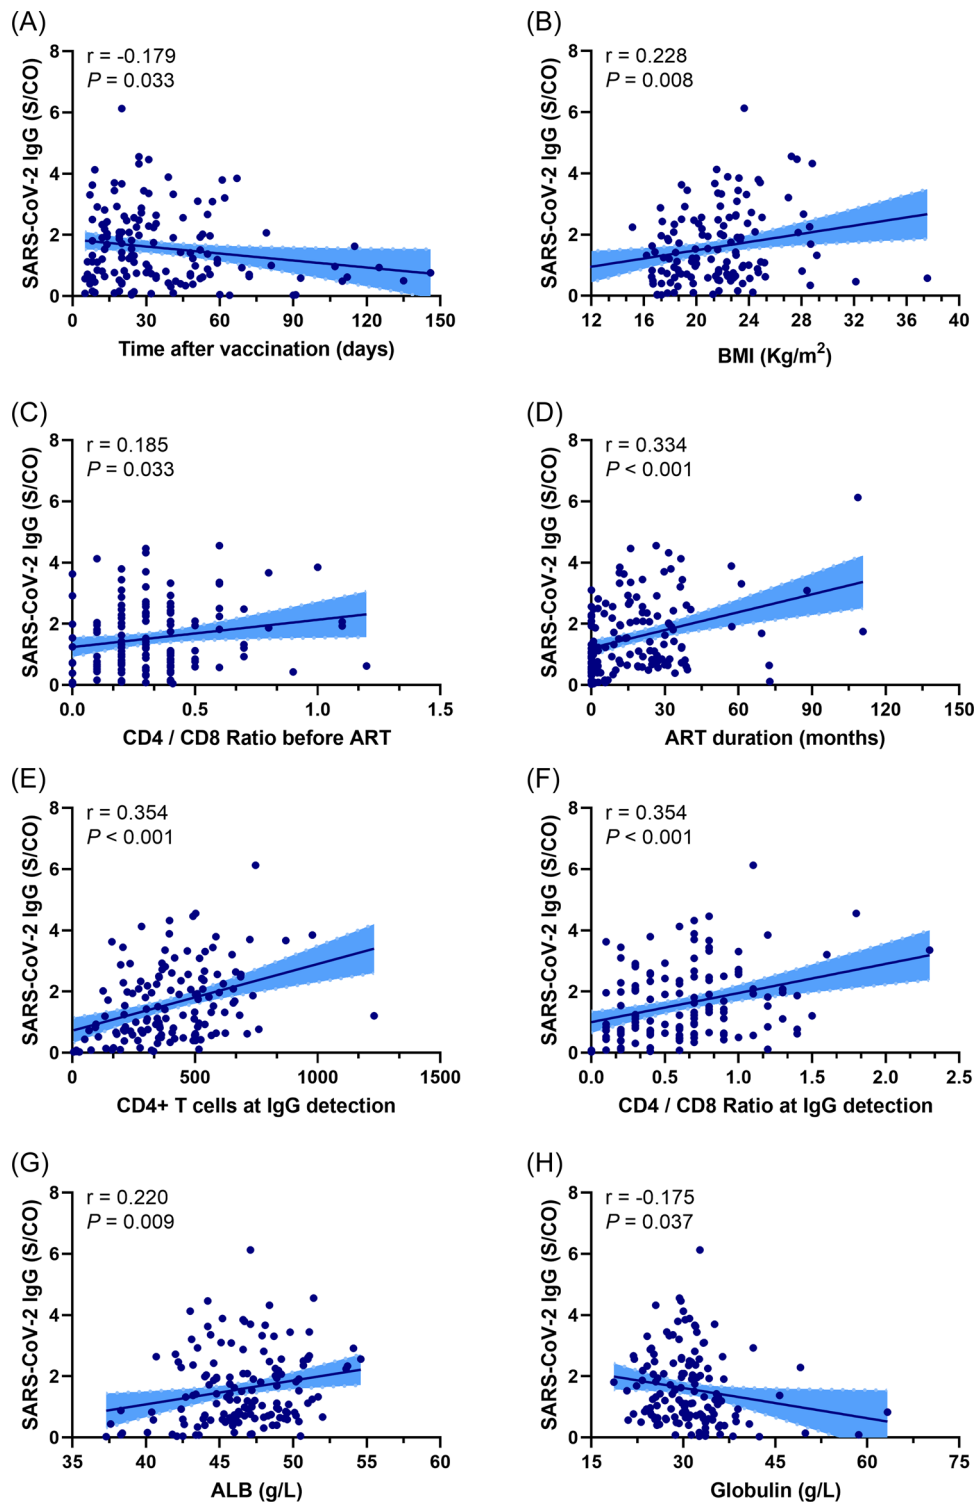 (A)
SARS-CoV-2 IgG (S/CO)
r = -0.179
P = 0.033
8
6
4
2
0
0 30 60 90 120 150
Time after vaccination (days)
(B)
SARS-CoV-2 IgG (S/CO)
r = 0.228
P = 0.008
8
6
4
2
0
12 16 20 24 28 32 36 40
BMI (Kg/m²)
(C)
SARS-CoV-2 IgG (S/CO)
r = 0.185
P = 0.033
8
6
4
2
0
0.0 0.5 1.0 1.5
CD4 / CD8 Ratio before ART
(D)
SARS-CoV-2 IgG (S/CO)
r = 0.334
P < 0.001
8
6
4
2
0
0 30 60 90 120 150
ART duration (months)
(E)
SARS-CoV-2 IgG (S/CO)
r = 0.354
P < 0.001
8
6
4
2
0
0 500 1000 1500
CD4+ T cells at IgG detection
(F)
SARS-CoV-2 IgG (S/CO)
r = 0.354
P < 0.001
8
6
4
2
0
0.0 0.5 1.0 1.5 2.0 2.5
CD4 / CD8 Ratio at IgG detection
(G)
SARS-CoV-2 IgG (S/CO)
r = 0.220
P = 0.009
8
6
4
2
0
35 40 45 50 55 60
ALB (g/L)
(H)
SARS-CoV-2 IgG (S/CO)
r = -0.175
P = 0.037
8
6
4
2
0
15 30 45 60 75
Globulin (g/L)